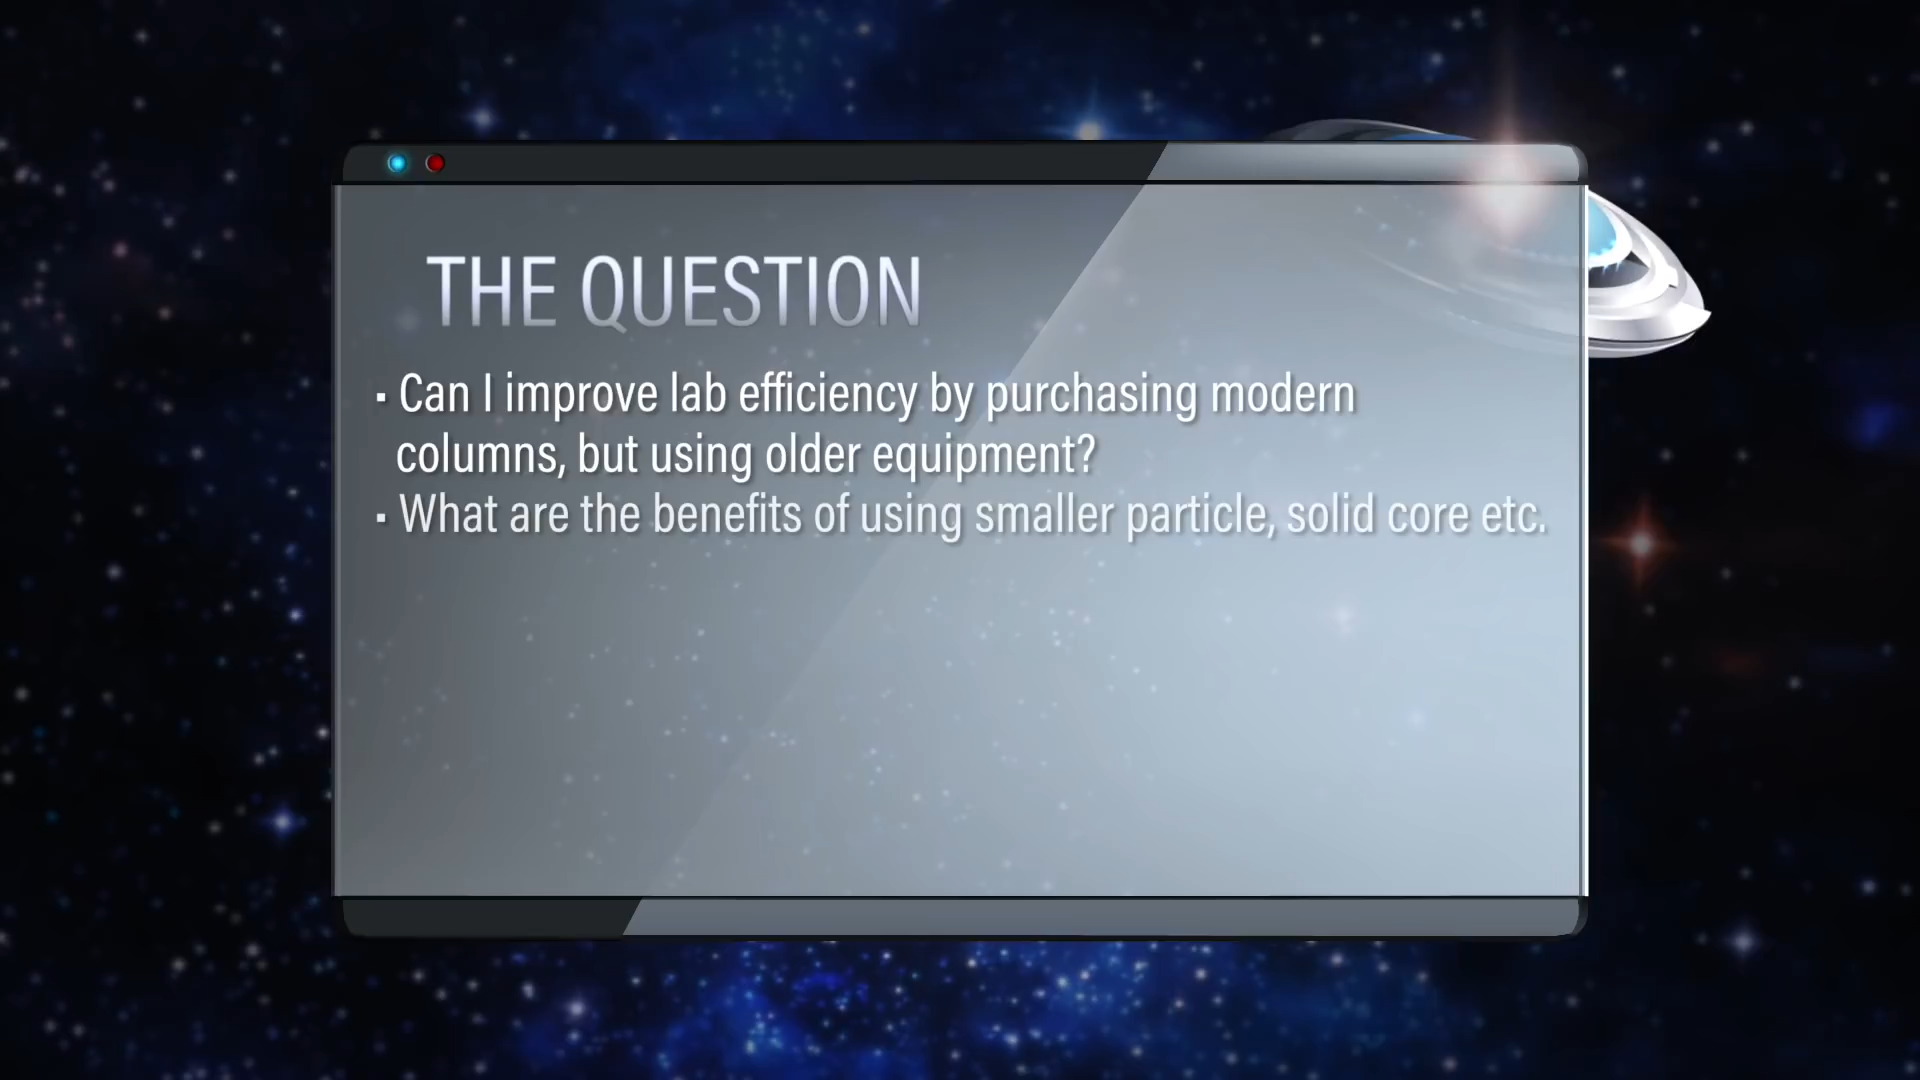 THE QUESTION
▪ Can I improve lab efficiency by purchasing modern
columns, but using older equipment?
▪ What are the benefits of using smaller particle, solid core etc.